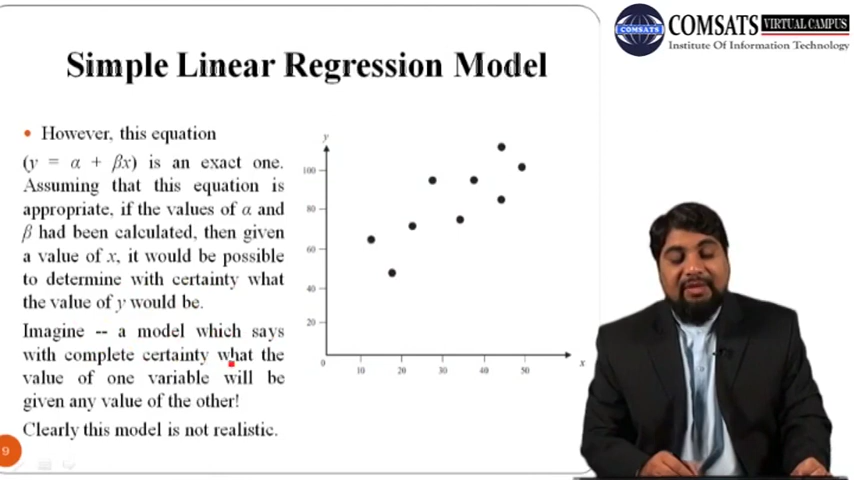 COMSATS VIRTUAL CAMPUS
COMSATS
Institute Of Information Technology
Simple Linear Regression Model
However, this equation
(y = α + βx) is an exact one.
Assuming that this equation is
appropriate, if the values of α and
β had been calculated, then given
a value of x, it would be possible
to determine with certainty what
the value of y would be.
Imagine -- a model which says
with complete certainty what the
value of one variable will be
given any value of the other!
Clearly this model is not realistic.
9
y
100
80
60
40
20
0
10
20
30
40
50
x